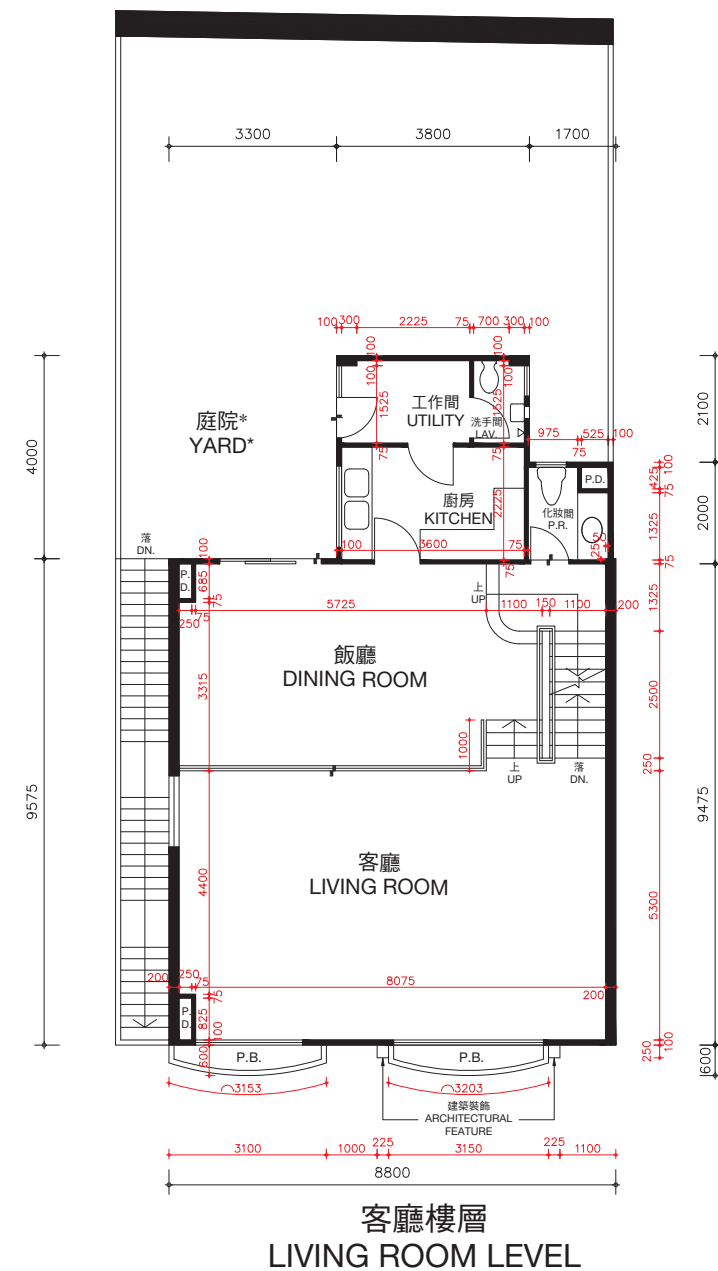 3300 3800 1700
100 300 2225 75 700 300 100
100 100
100 1525 1525 100
4000
2100
庭院*
YARD*
工作間
UTILITY
洗手間
LAV.
975 525 100
75
75 75
廚房
KITCHEN
2225
化妝間
P.R.
P.D.
425 100
75
1325
2000
100 3600 75
50
250
75
75
落
DN.
100
P.
D.
685
75
250 75
5725
上
UP
1100 150 1100 200
1325
飯廳
DINING ROOM
3315
1000
2500
250
上
UP
落
DN.
9575
9475
客廳
LIVING ROOM
4400
5300
200 250 75
8075
200
75
P.
D.
825
100
600
P.B.
P.B.
250 100
600
3153
3203
建築裝飾
ARCHITECTURAL
FEATURE
3100 1000 225 3150 225 1100
8800
客廳樓層
LIVING ROOM LEVEL